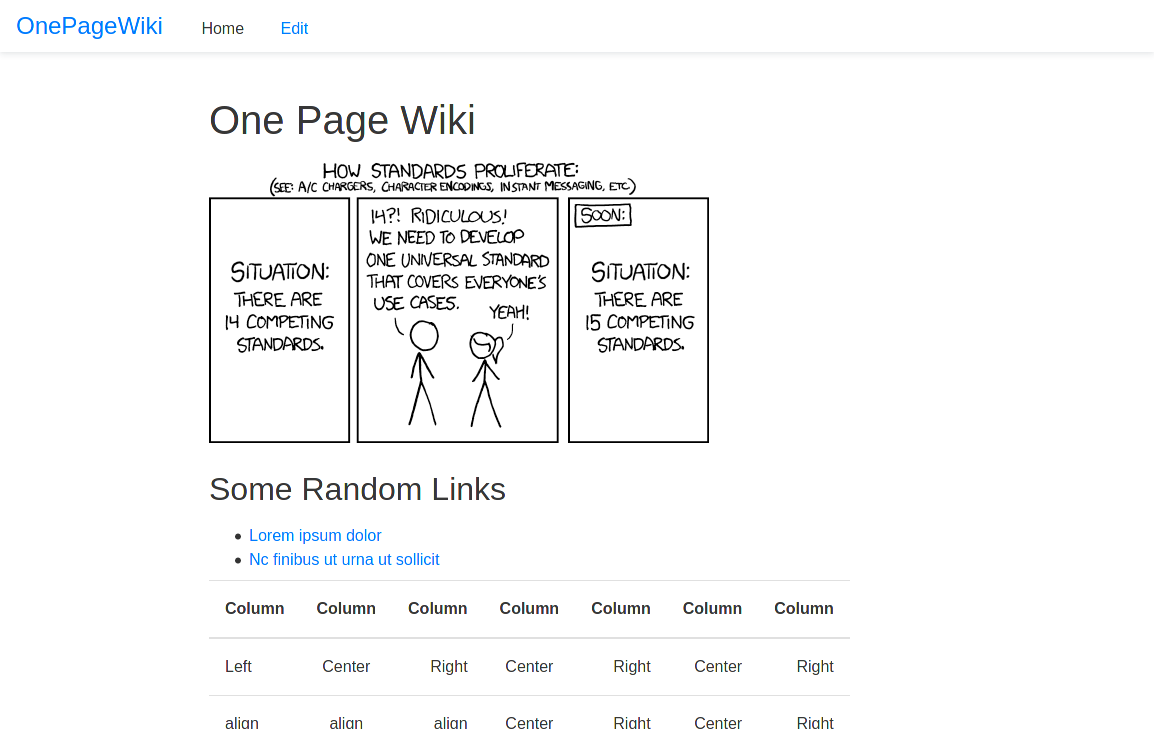 OnePageWiki Home Edit
One Page Wiki
HOW STANDARDS PROLIFERATE:
(SEE: A/C CHARGERS, CHARACTER ENCODINGS, INSTANT MESSAGING, ETC.)
SITUATION:
THERE ARE
14 COMPETING
STANDARDS.
14?! RIDICULOUS!
WE NEED TO DEVELOP
ONE UNIVERSAL STANDARD
THAT COVERS EVERYONE'S
USE CASES.
YEAH!
SOON:
SITUATION:
THERE ARE
15 COMPETING
STANDARDS.
Some Random Links
Lorem ipsum dolor
Nc finibus ut urna ut sollicit
Column Column Column Column Column Column Column
Left Center Right Center Right Center Right
align align align Center Right Center Right